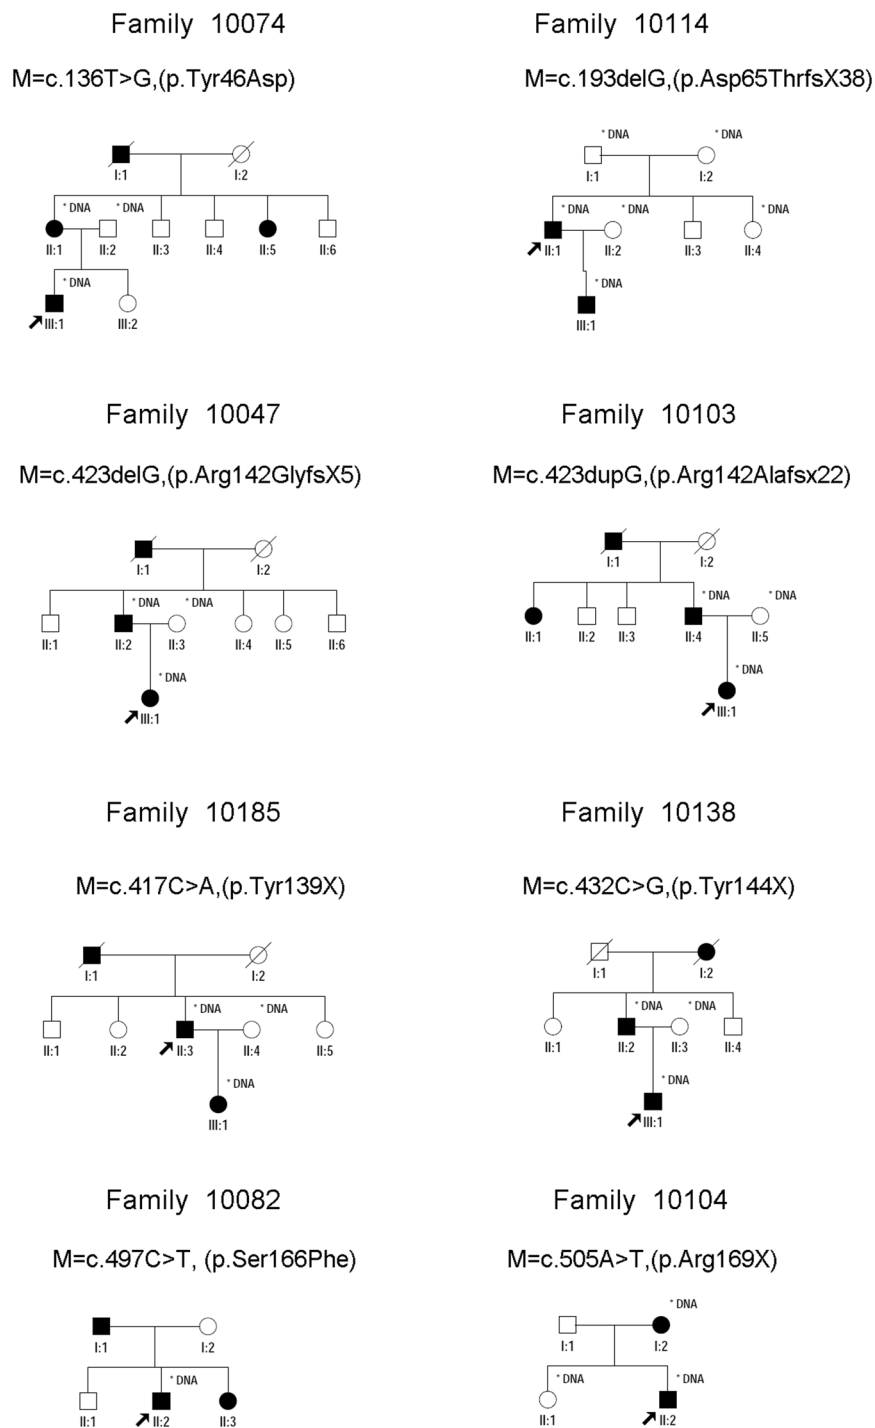 Family 10074
M=c.136T>G,(p.Tyr46Asp)
I:1 I:2
* DNA * DNA
II:1 II:2 II:3 II:4 II:5 II:6
* DNA
III:1 III:2
Family 10114
M=c.193delG,(p.Asp65ThrfsX38)
* DNA * DNA
I:1 I:2
* DNA * DNA * DNA
II:1 II:2 II:3 II:4
* DNA
III:1
Family 10047
M=c.423delG,(p.Arg142GlyfsX5)
I:1 I:2
* DNA * DNA
II:1 II:2 II:3 II:4 II:5 II:6
* DNA
III:1
Family 10103
M=c.423dupG,(p.Arg142Alafsx22)
I:1 I:2
* DNA * DNA
II:1 II:2 II:3 II:4 II:5
* DNA
III:1
Family 10185
M=c.417C>A,(p.Tyr139X)
I:1 I:2
* DNA * DNA
II:1 II:2 II:3 II:4 II:5
* DNA
III:1
Family 10138
M=c.432C>G,(p.Tyr144X)
I:1 I:2
* DNA * DNA
II:1 II:2 II:3 II:4
* DNA
III:1
Family 10082
M=c.497C>T, (p.Ser166Phe)
I:1 I:2
* DNA
II:1 II:2 II:3
Family 10104
M=c.505A>T,(p.Arg169X)
* DNA
I:1 I:2
* DNA * DNA
II:1 II:2